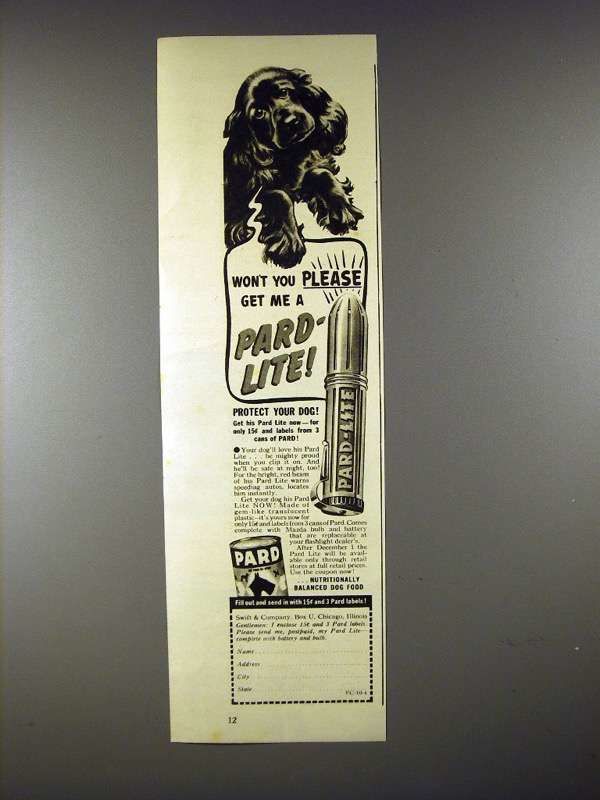 WON'T YOU PLEASE
GET ME A
PARD-
LITE!
PARD-LITE
PROTECT YOUR DOG!
Get his Pard Lite now—for
only 15¢ and labels from 3
cans of PARD!
● Your dog'll love his Pard
Lite . . . be mighty proud
when you clip it on. And
he'll be safe at night, too!
For the bright, red beam
of his Pard Lite warns
speeding autos, locates
him instantly.
Get your dog his Pard
Lite NOW! Made of
gem-like translucent
plastic—it's yours now for
only 15¢ and labels from 3 cans of Pard. Comes
complete with Mazda bulb and battery
that are replaceable at
your flashlight dealer's.
After December 1 the
Pard Lite will be avail-
able only through retail
stores at full retail prices.
Use the coupon now!
PARD
. . . NUTRITIONALLY
BALANCED DOG FOOD
Fill out and send in with 15¢ and 3 Pard labels!
Swift & Company, Box U, Chicago, Illinois
Gentlemen: I enclose 15¢ and 3 Pard labels.
Please send me, postpaid, my Pard Lite—
complete with battery and bulb.
Name
Address
City
State
FC-10-4
12